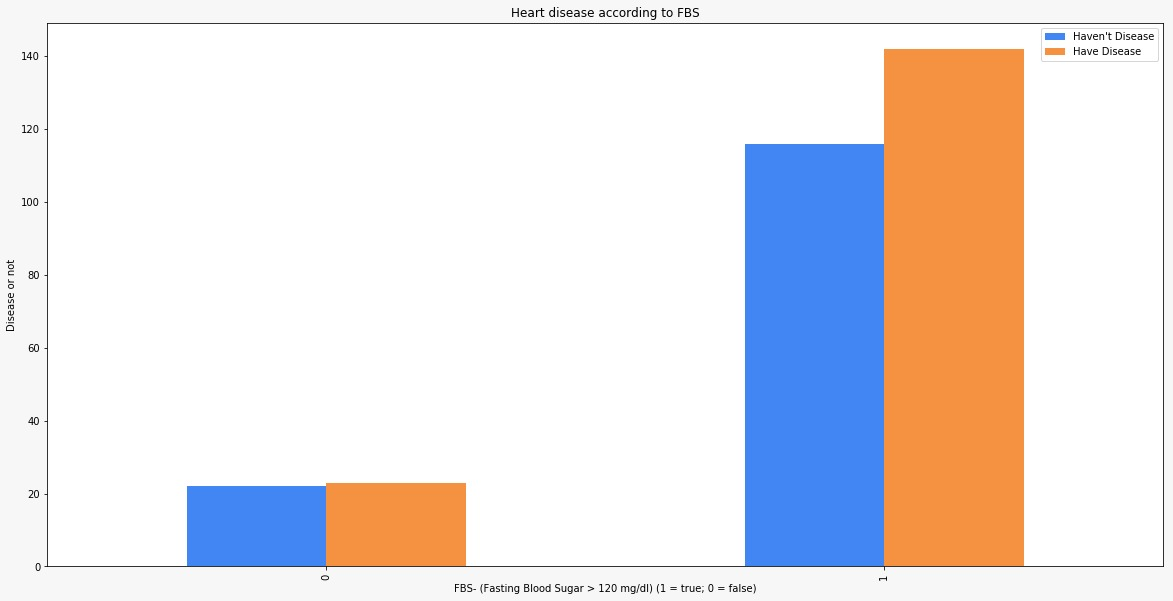 Heart disease according to FBS
Haven't Disease
Have Disease
Disease or not
140
120
100
80
60
40
20
0
0
1
FBS- (Fasting Blood Sugar > 120 mg/dl) (1 = true; 0 = false)